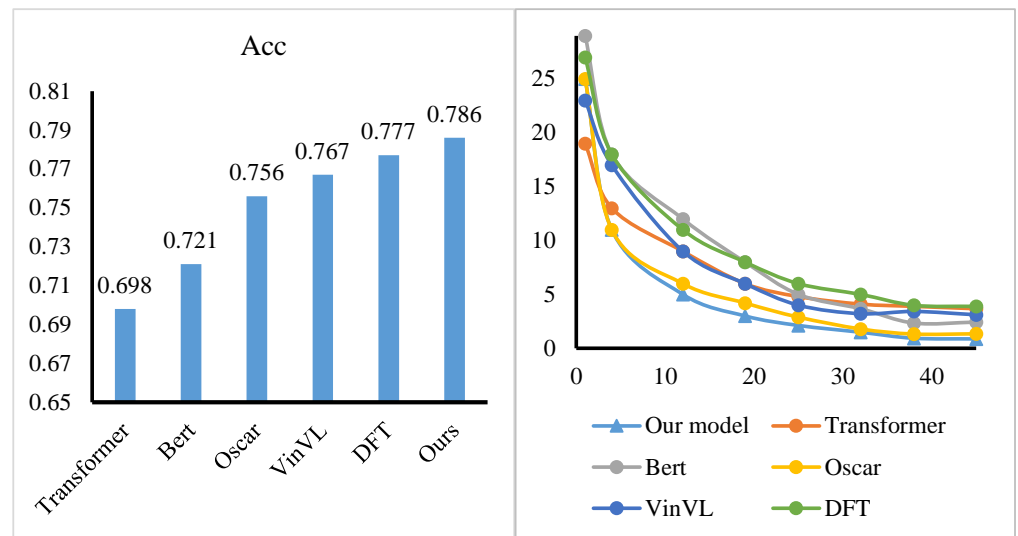 Acc
0.81
0.79
0.77
0.75
0.73
0.71
0.69
0.67
0.65
0.698
0.721
0.756
0.767
0.777
0.786
Transformer
Bert
Oscar
VinVL
DFT
Ours
25
20
15
10
5
0
0 10 20 30 40
Our model Transformer
Bert Oscar
VinVL DFT